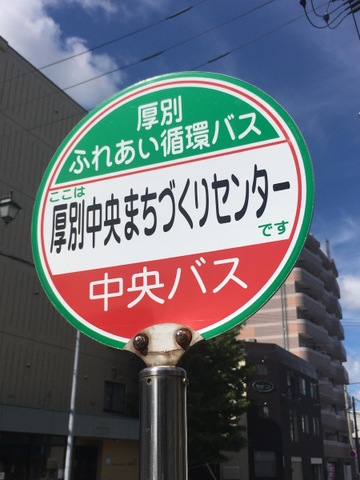 厚別
ふれあい循環バス
ここは
厚別中央まちづくりセンター
です
中央バス